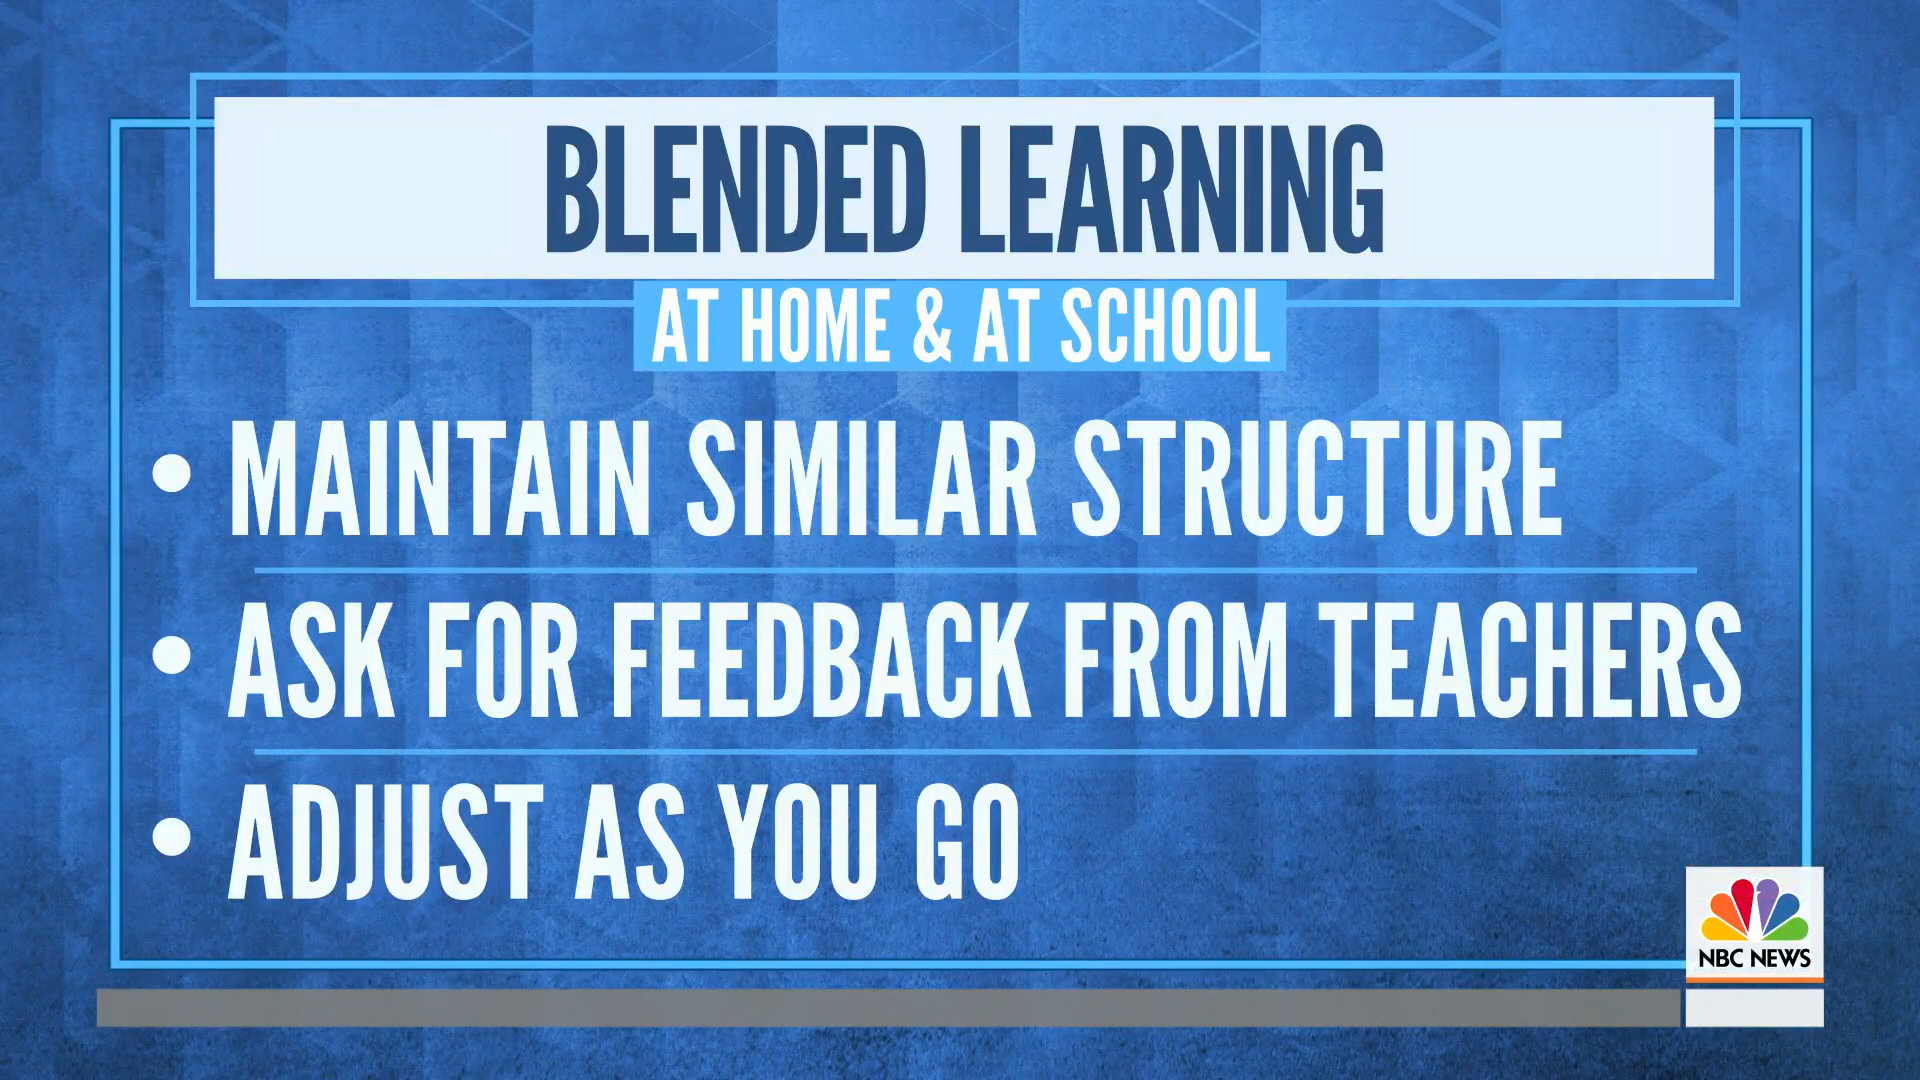 BLENDED LEARNING
AT HOME & AT SCHOOL
• MAINTAIN SIMILAR STRUCTURE
• ASK FOR FEEDBACK FROM TEACHERS
• ADJUST AS YOU GO
NBC NEWS